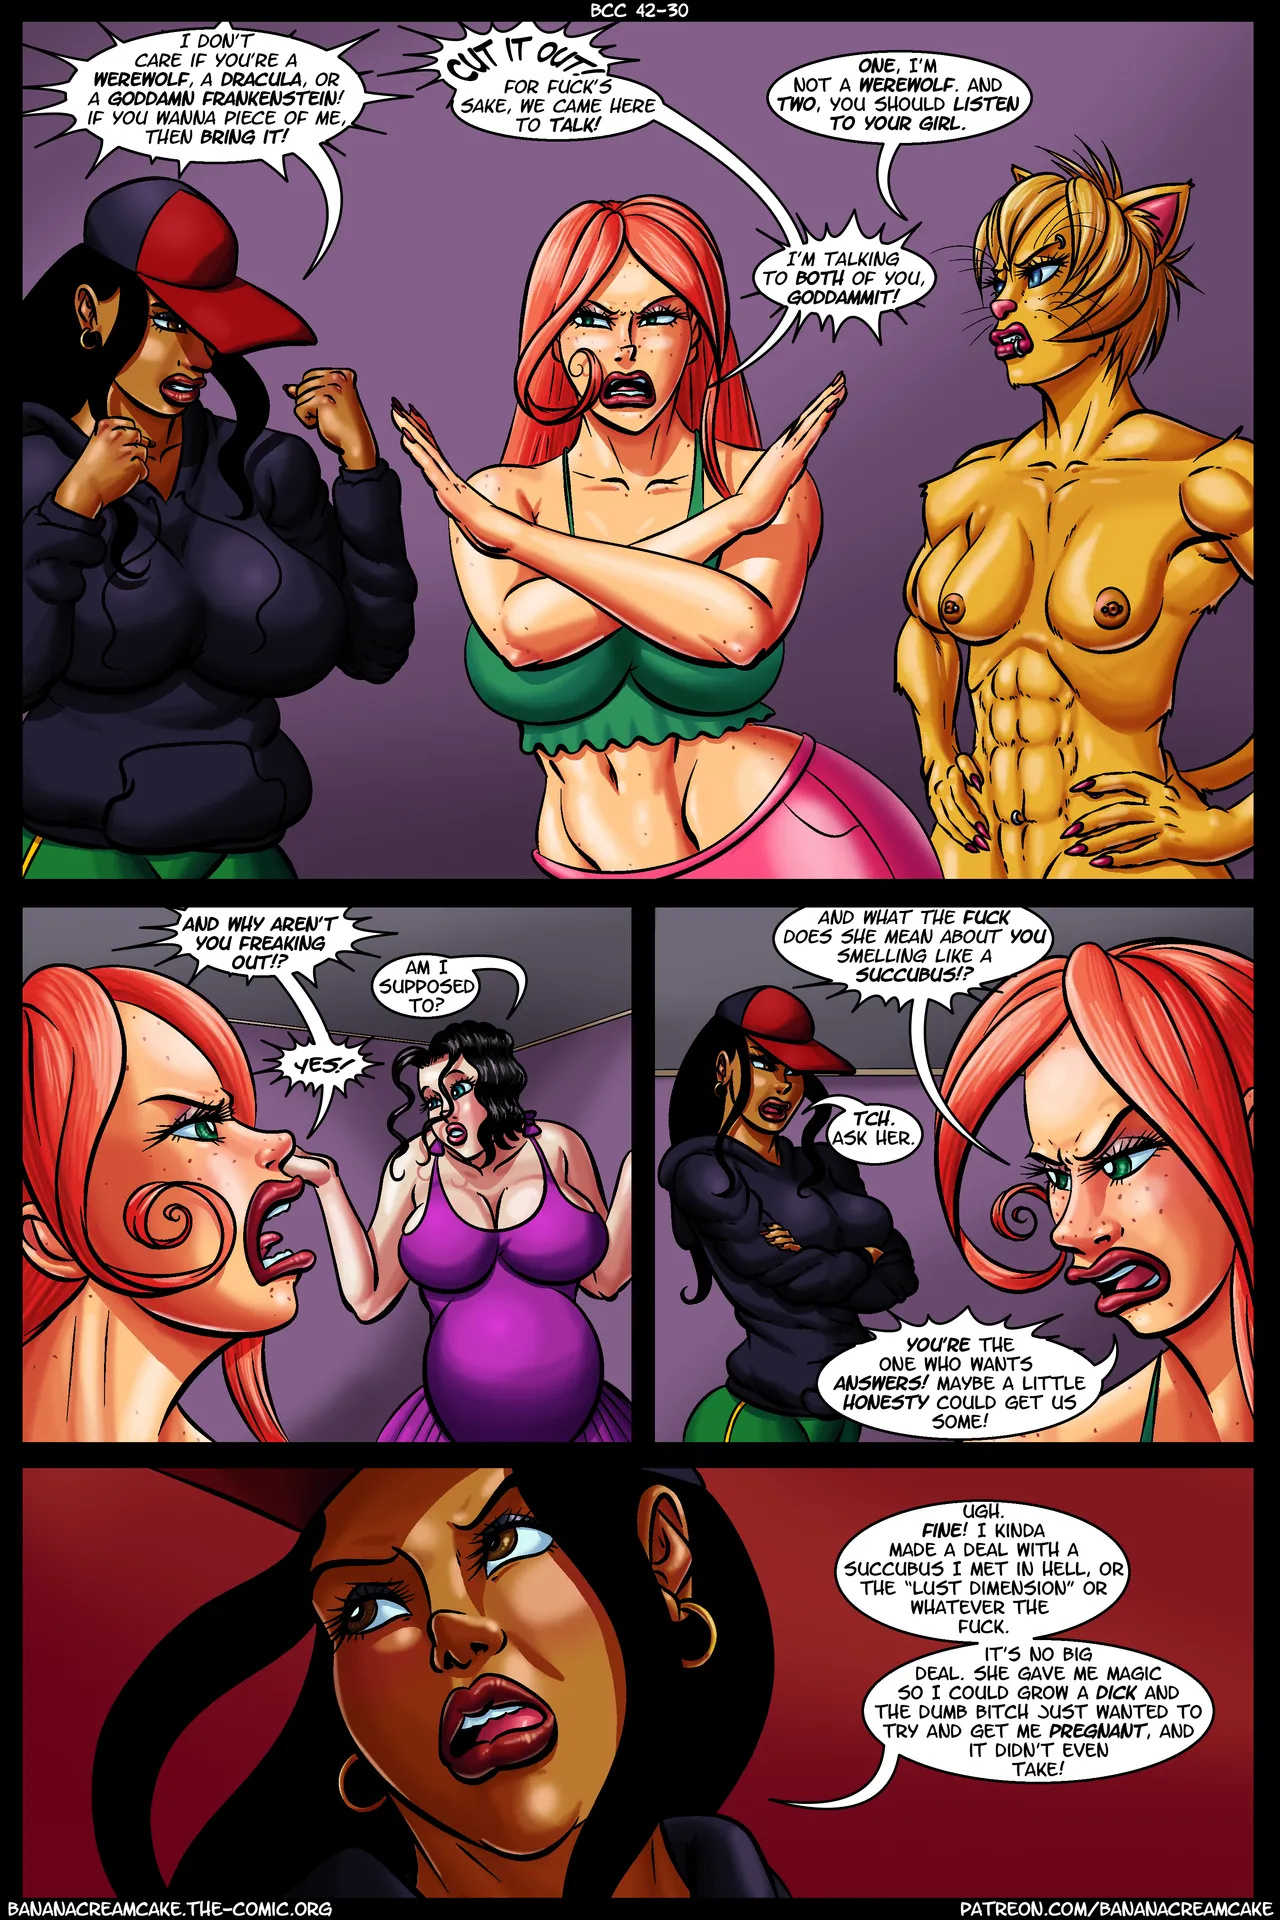 BCC 42-30
I DON'T
CARE IF YOU'RE A
WEREWOLF, A DRACULA, OR
A GODDAMN FRANKENSTEIN!
IF YOU WANNA PIECE OF ME,
THEN BRING IT!
CUT IT OUT!
FOR FUCK'S
SAKE, WE CAME HERE
TO TALK!
ONE, I'M
NOT A WEREWOLF. AND
TWO, YOU SHOULD LISTEN
TO YOUR GIRL.
I'M TALKING
TO BOTH OF YOU,
GODDAMMIT!
AND WHY AREN'T
YOU FREAKING
OUT!?
AM I
SUPPOSED
TO?
YES!
AND WHAT THE FUCK
DOES SHE MEAN ABOUT YOU
SMELLING LIKE A
SUCCUBUS!?
TCH.
ASK HER.
YOU'RE THE
ONE WHO WANTS
ANSWERS! MAYBE A LITTLE
HONESTY COULD GET US
SOME!
UGH.
FINE! I KINDA
MADE A DEAL WITH A
SUCCUBUS I MET IN HELL, OR
THE "LUST DIMENSION" OR
WHATEVER THE
FUCK.
IT'S NO BIG
DEAL. SHE GAVE ME MAGIC
SO I COULD GROW A DICK AND
THE DUMB BITCH JUST WANTED TO
TRY AND GET ME PREGNANT, AND
IT DIDN'T EVEN
TAKE!
BANANACREAMCAKE.THE-COMIC.ORG
PATREON.COM/BANANACREAMCAKE